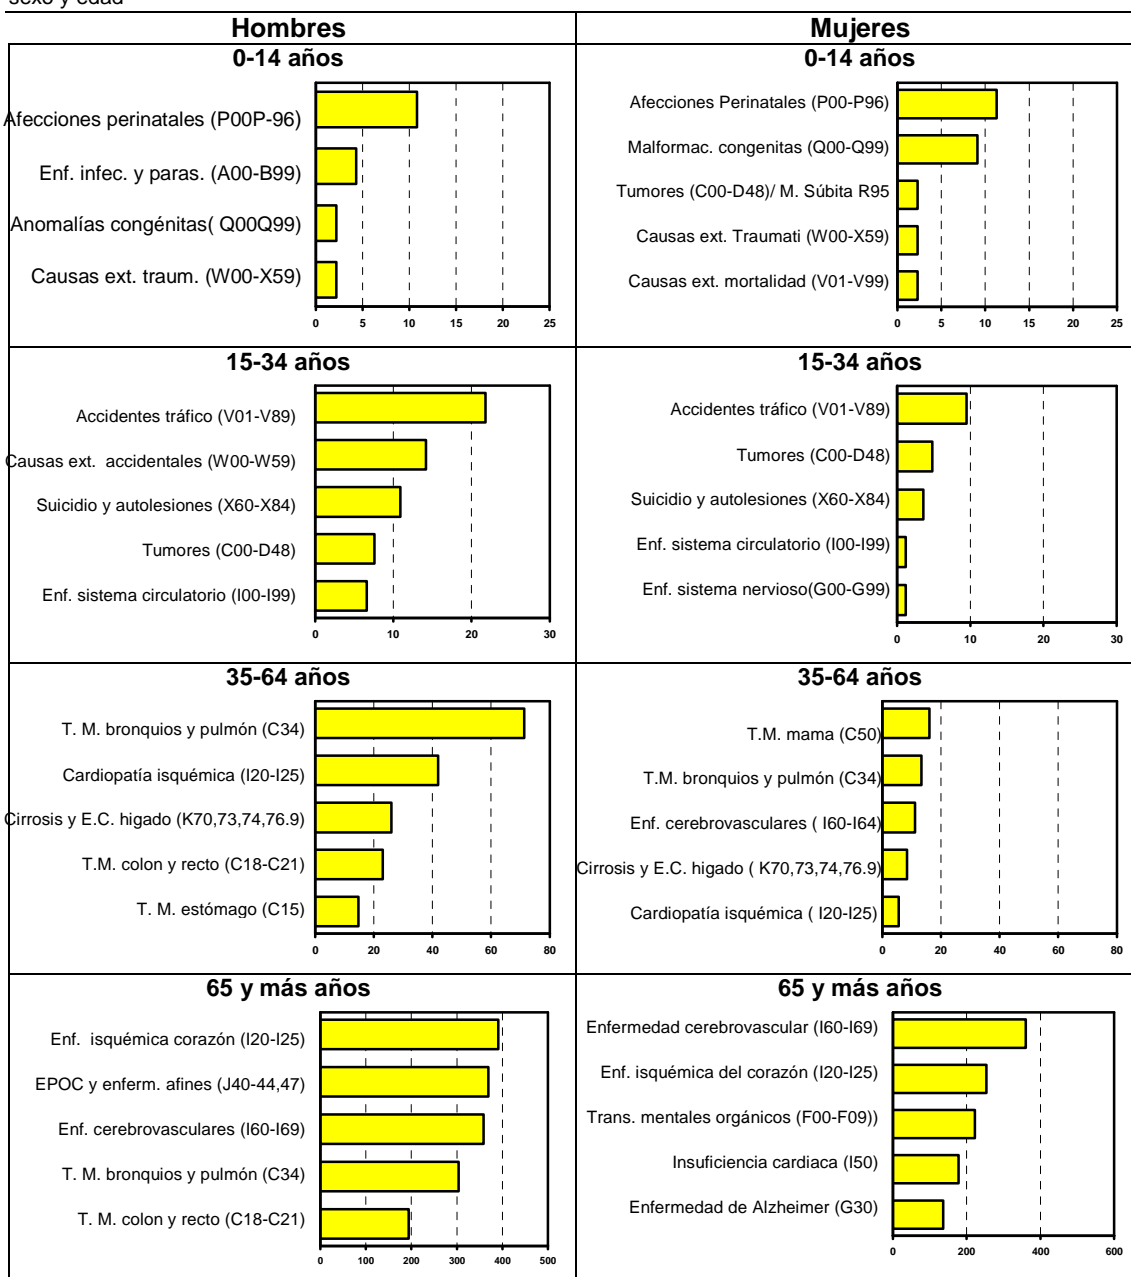 sexo y edad
Hombres
Mujeres
0-14 años
Afecciones perinatales (P00P-96)
Enf. infec. y paras. (A00-B99)
Anomalías congénitas( Q00Q99)
Causas ext. traum. (W00-X59)
0 5 10 15 20 25
0-14 años
Afecciones Perinatales (P00-P96)
Malformac. congenitas (Q00-Q99)
Tumores (C00-D48)/ M. Súbita R95
Causas ext. Traumati (W00-X59)
Causas ext. mortalidad (V01-V99)
0 5 10 15 20 25
15-34 años
Accidentes tráfico (V01-V89)
Causas ext. accidentales (W00-W59)
Suicidio y autolesiones (X60-X84)
Tumores (C00-D48)
Enf. sistema circulatorio (I00-I99)
0 10 20 30
15-34 años
Accidentes tráfico (V01-V89)
Tumores (C00-D48)
Suicidio y autolesiones (X60-X84)
Enf. sistema circulatorio (I00-I99)
Enf. sistema nervioso(G00-G99)
0 10 20 30
35-64 años
T. M. bronquios y pulmón (C34)
Cardiopatía isquémica (I20-I25)
Cirrosis y E.C. higado (K70,73,74,76.9)
T.M. colon y recto (C18-C21)
T. M. estómago (C15)
0 20 40 60 80
35-64 años
T.M. mama (C50)
T.M. bronquios y pulmón (C34)
Enf. cerebrovasculares ( I60-I64)
Cirrosis y E.C. higado ( K70,73,74,76.9)
Cardiopatía isquémica ( I20-I25)
0 20 40 60 80
65 y más años
Enf. isquémica corazón (I20-I25)
EPOC y enferm. afines (J40-44,47)
Enf. cerebrovasculares (I60-I69)
T. M. bronquios y pulmón (C34)
T. M. colon y recto (C18-C21)
0 100 200 300 400 500
65 y más años
Enfermedad cerebrovascular (I60-I69)
Enf. isquémica del corazón (I20-I25)
Trans. mentales orgánicos (F00-F09))
Insuficiencia cardiaca (I50)
Enfermedad de Alzheimer (G30)
0 200 400 600